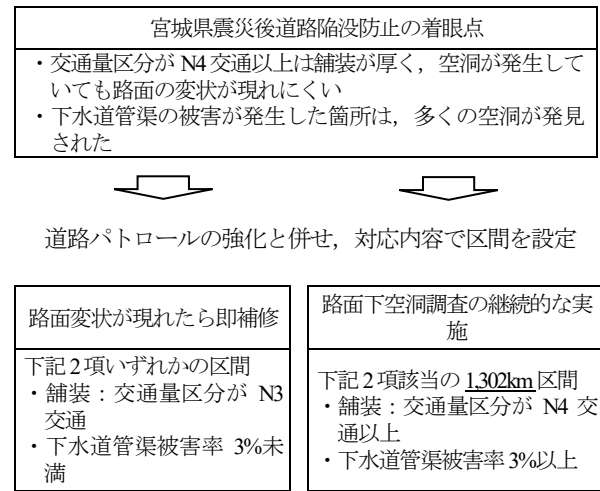 宮城県震災後道路陥没防止の着眼点
・交通量区分が N4 交通以上は舗装が厚く，空洞が発生して
いても路面の変状が現れにくい
・下水道管渠の被害が発生した箇所は，多くの空洞が発見
された
道路パトロールの強化と併せ，対応内容で区間を設定
路面変状が現れたら即補修
下記 2 項いずれかの区間
・舗装：交通量区分が N3
交通
・下水道管渠被害率 3%未
満
路面下空洞調査の継続的な実
施
下記 2 項該当の 1,302km 区間
・舗装：交通量区分が N4 交
通以上
・下水道管渠被害率 3%以上